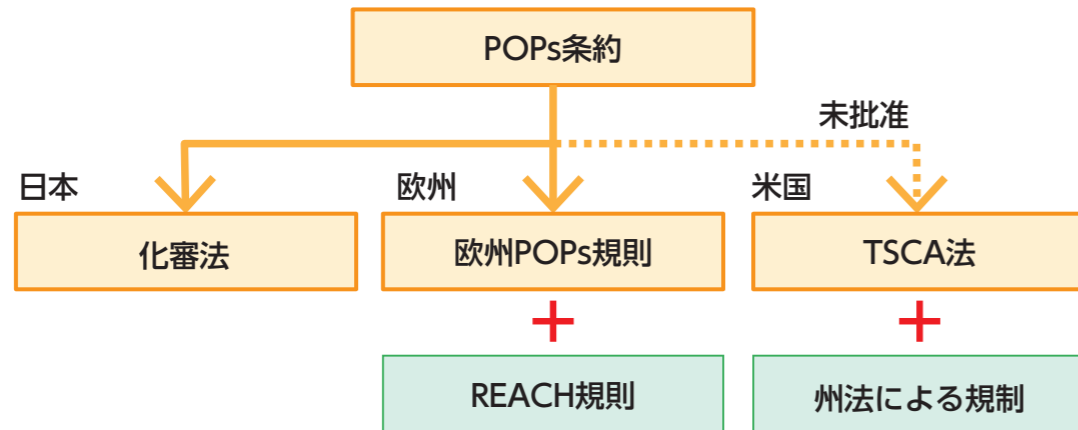 POPs条約
未批准
日本
欧州
米国
化審法
欧州POPs規則
TSCA法
+
+
REACH規則
州法による規制